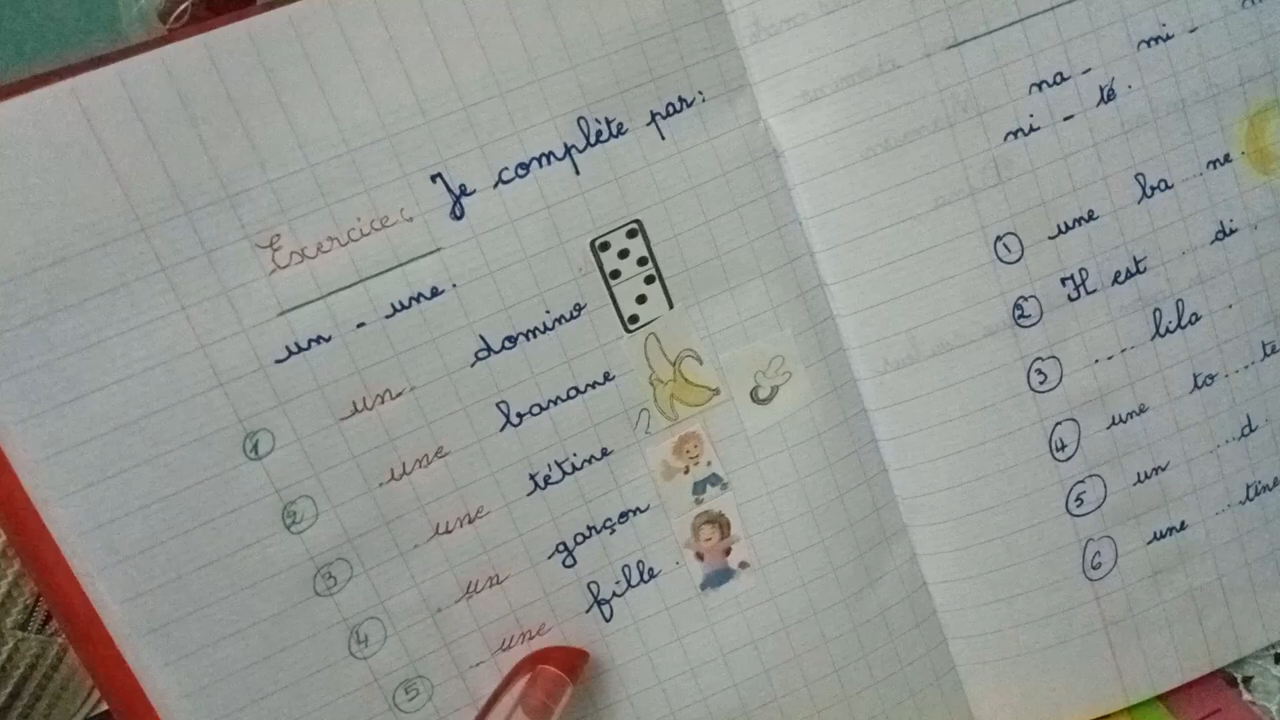 Exercice: Je complète par:
un - une.
① un domino
② une banane
③ une tétine
④ un garçon
⑤ une fille.
na - mi -
ni - té.
① une ba...ne.
② Il est ...di.
③ .... lila.
④ une to....te
⑤ un ...d.
⑥ une ...tine